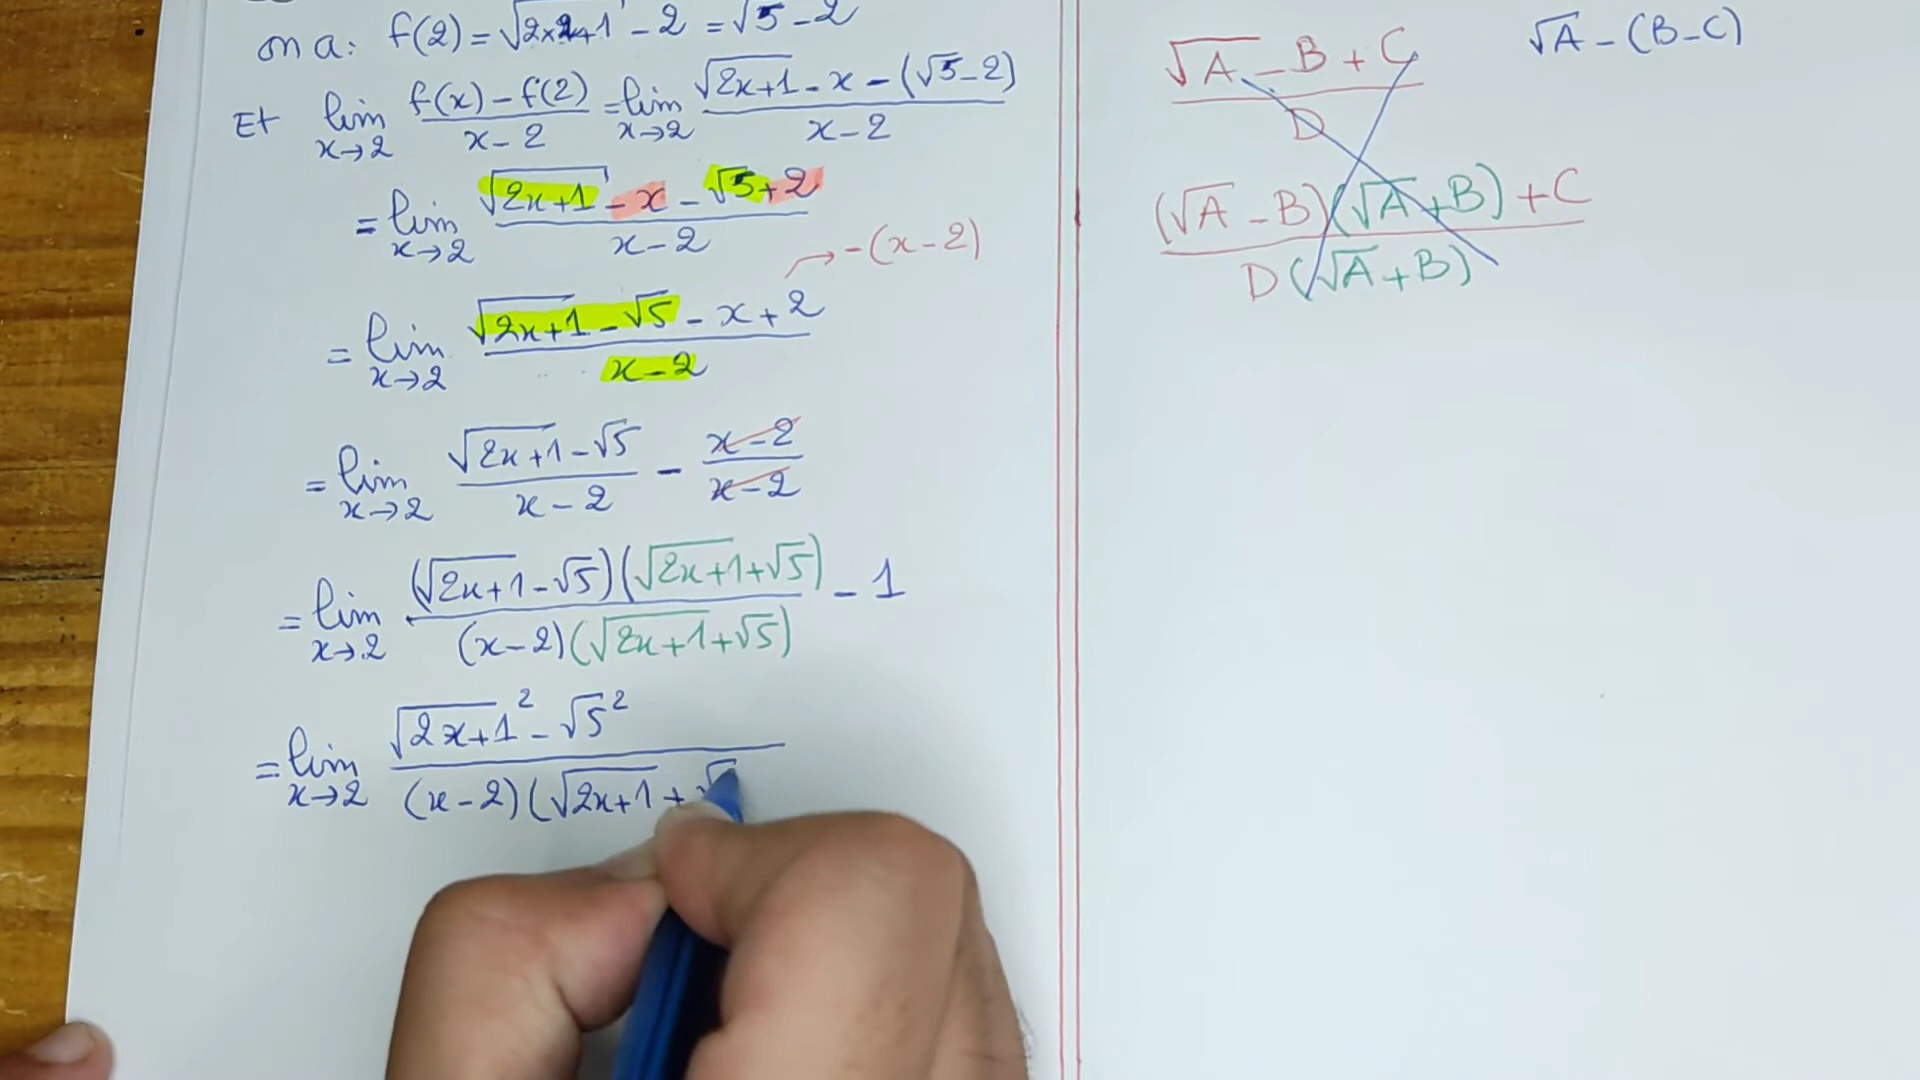 on a: f(2) = √2×2+1 - 2 = √5 - 2
Et lim x→2 f(x) - f(2) / x - 2 = lim x→2 √2x+1 - x - (√5 - 2) / x - 2
= lim x→2 √2x+1 - x - √5 + 2 / x - 2
→ -(x - 2)
= lim x→2 √2x+1 - √5 - x + 2 / x - 2
= lim x→2 √2x+1 - √5 / x - 2 - x - 2 / x - 2
= lim x→2 (√2x+1 - √5)(√2x+1 + √5) / (x - 2)(√2x+1 + √5) - 1
= lim x→2 √2x+1² - √5² / (x - 2)(√2x+1 + √
√A - B + C / D
√A - (B - C)
(√A - B)(√A + B) + C / D(√A + B)